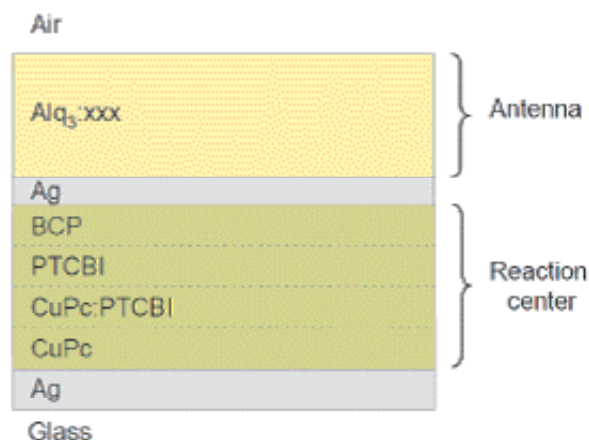 Air
Alq₃:xxx
Antenna
Ag
BCP
PTCBI
Reaction
center
CuPc:PTCBI
CuPc
Ag
Glass